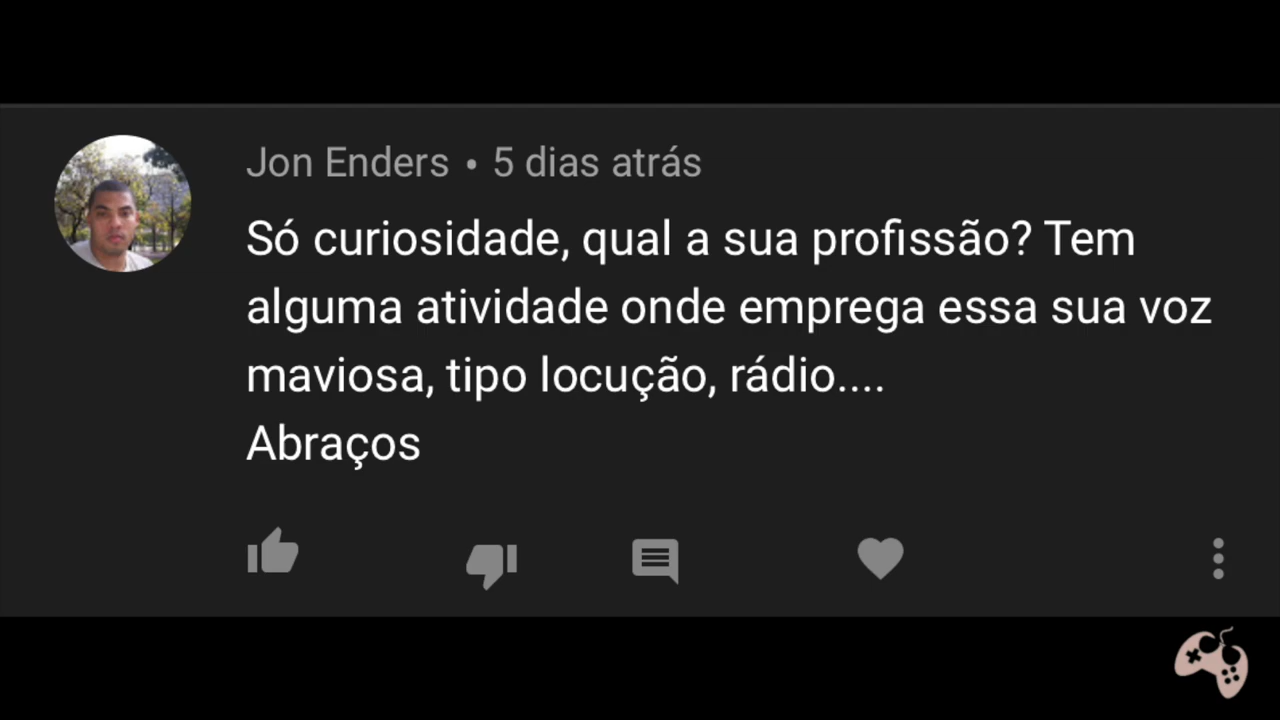 Jon Enders • 5 dias atrás
Só curiosidade, qual a sua profissão? Tem
alguma atividade onde emprega essa sua voz
maviosa, tipo locução, rádio....
Abraços